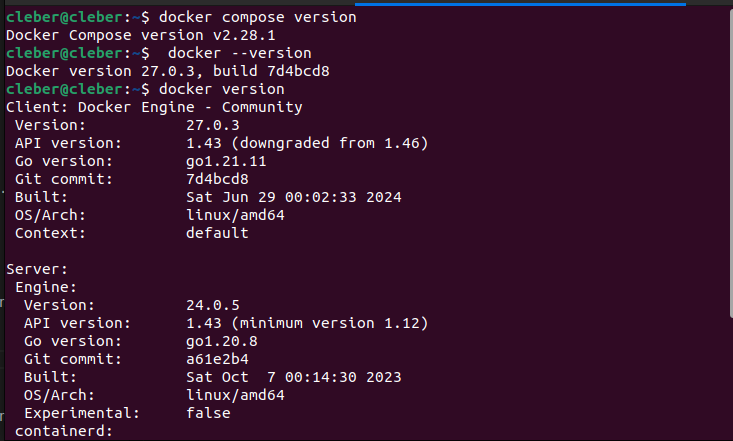 cleber@cleber:~$ docker compose version
Docker Compose version v2.28.1
cleber@cleber:~$  docker --version
Docker version 27.0.3, build 7d4bcd8
cleber@cleber:~$ docker version
Client: Docker Engine - Community
 Version:           27.0.3
 API version:       1.43 (downgraded from 1.46)
 Go version:        go1.21.11
 Git commit:        7d4bcd8
 Built:             Sat Jun 29 00:02:33 2024
 OS/Arch:           linux/amd64
 Context:           default

Server:
 Engine:
  Version:          24.0.5
  API version:      1.43 (minimum version 1.12)
  Go version:       go1.20.8
  Git commit:       a61e2b4
  Built:            Sat Oct  7 00:14:30 2023
  OS/Arch:          linux/amd64
  Experimental:     false
 containerd: